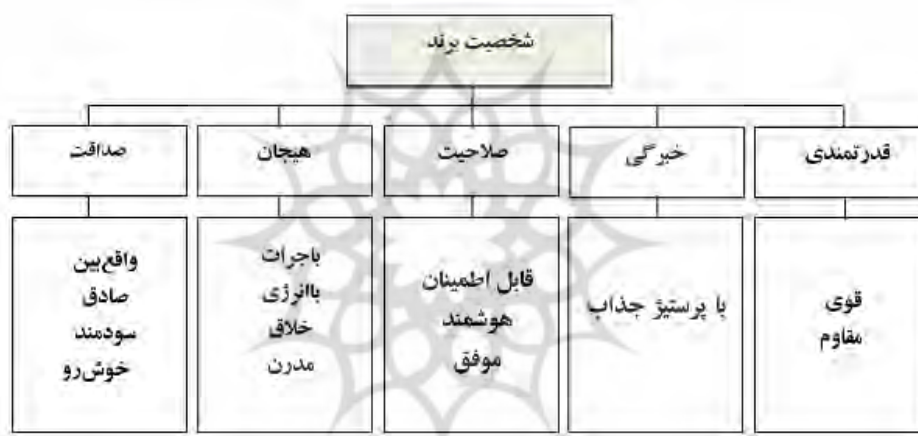 شخصیت برند
قدرتمندی
خبرگی
صلاحیت
هیجان
صداقت
قوی
مقاوم
با پرستیژ جذاب
قابل اطمینان
هوشمند
موفق
باجرات
باانرژی
خلاق
مدرن
واقع‌بین
صادق
سودمند
خوش‌رو